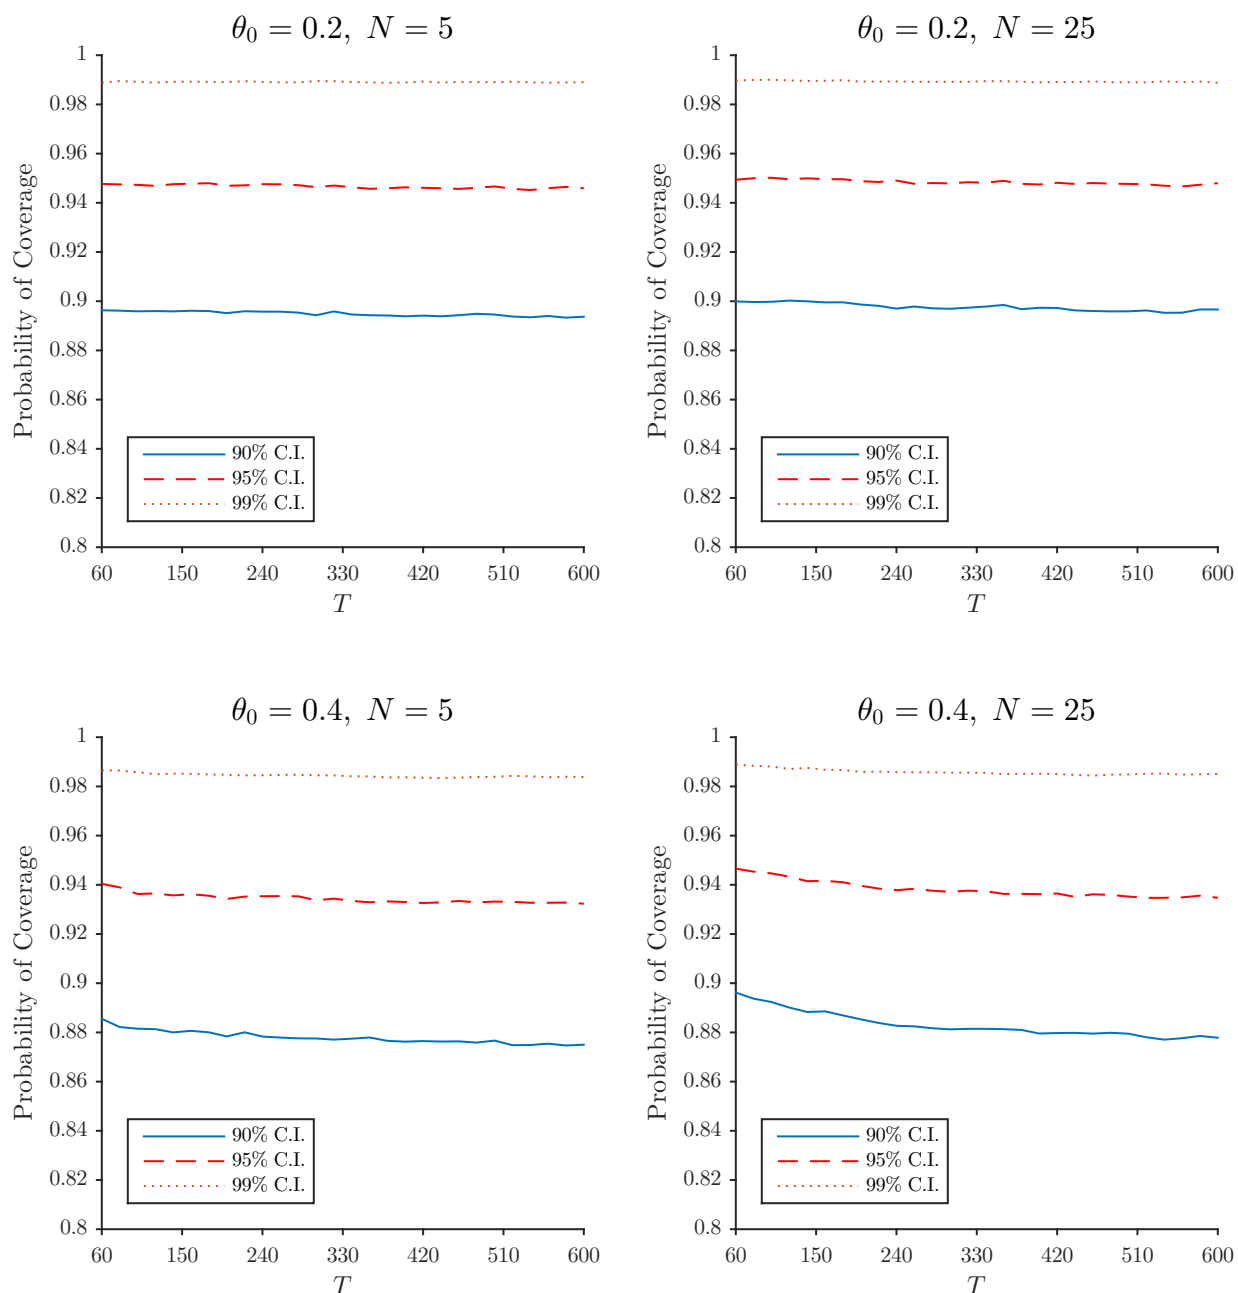 θ₀ = 0.2, N = 5
1
0.98
0.96
0.94
0.92
0.9
0.88
0.86
0.84
0.82
0.8
Probability of Coverage
90% C.I.
95% C.I.
99% C.I.
60 150 240 330 420 510 600
T
θ₀ = 0.2, N = 25
1
0.98
0.96
0.94
0.92
0.9
0.88
0.86
0.84
0.82
0.8
Probability of Coverage
90% C.I.
95% C.I.
99% C.I.
60 150 240 330 420 510 600
T
θ₀ = 0.4, N = 5
1
0.98
0.96
0.94
0.92
0.9
0.88
0.86
0.84
0.82
0.8
Probability of Coverage
90% C.I.
95% C.I.
99% C.I.
60 150 240 330 420 510 600
T
θ₀ = 0.4, N = 25
1
0.98
0.96
0.94
0.92
0.9
0.88
0.86
0.84
0.82
0.8
Probability of Coverage
90% C.I.
95% C.I.
99% C.I.
60 150 240 330 420 510 600
T